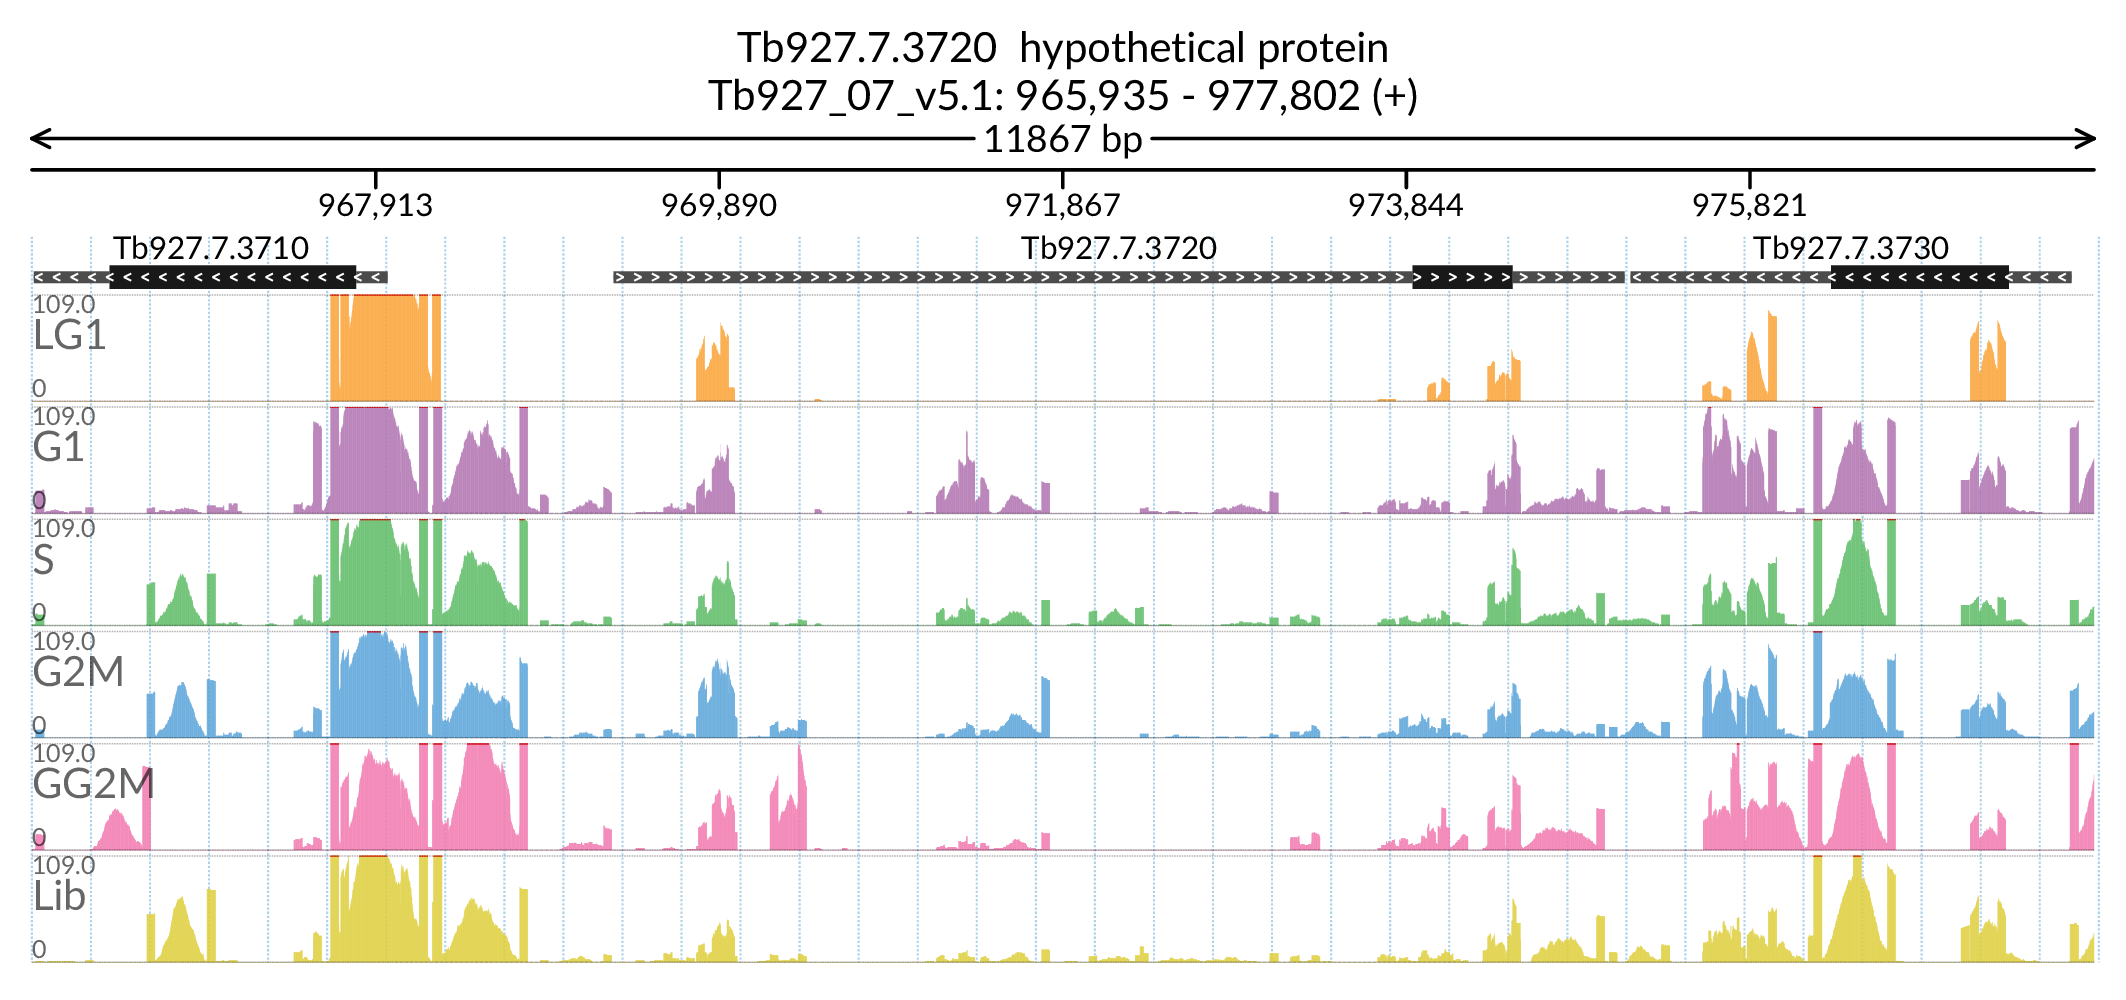 Tb927.7.3720 hypothetical protein
Tb927_07_v5.1: 965,935 - 977,802 (+)
11867 bp
967,913 969,890 971,867 973,844 975,821
Tb927.7.3710 Tb927.7.3720 Tb927.7.3730
109.0
LG1
0
109.0
G1
0
109.0
S
0
109.0
G2M
0
109.0
GG2M
0
109.0
Lib
0